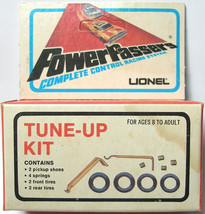 PowerPassers
COMPLETE CONTROL RACING SYSTEM
LIONEL
TUNE-UP
KIT
FOR AGES 8 TO ADULT
CONTAINS
• 2 pickup shoes
• 4 springs
• 2 front tires
• 2 rear tires